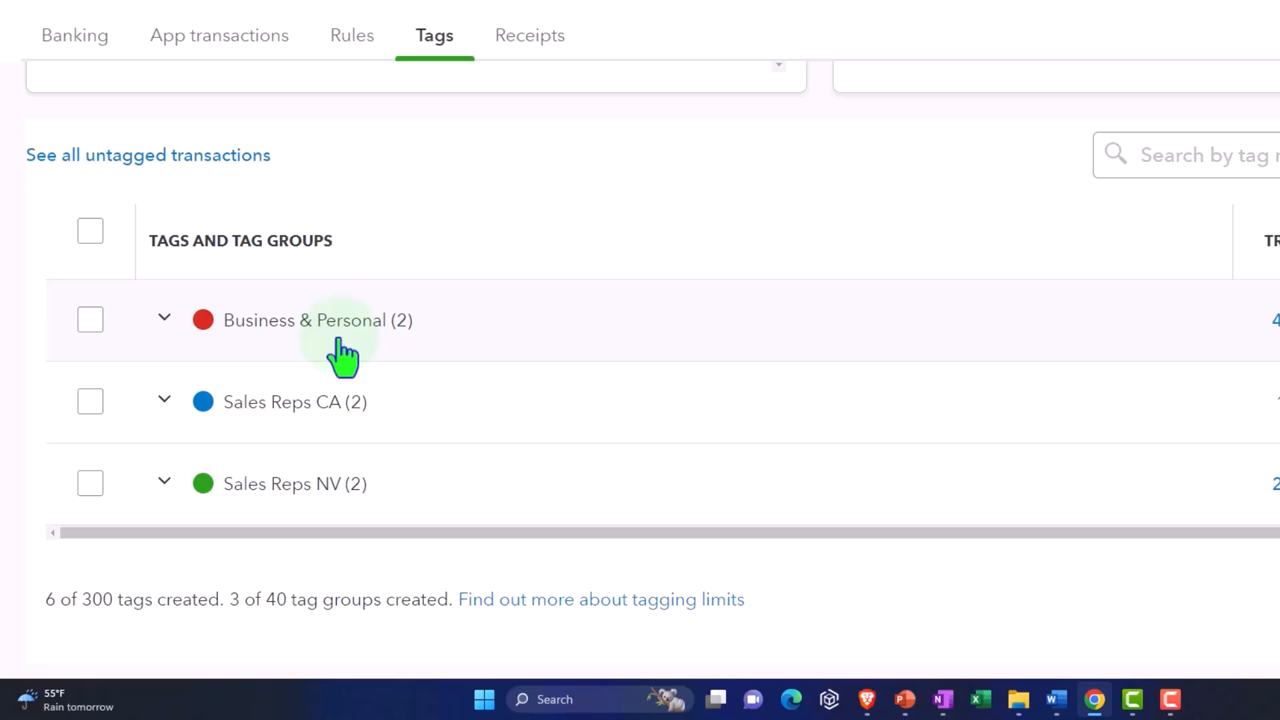 Banking App transactions Rules Tags Receipts
See all untagged transactions
Search by tag
TAGS AND TAG GROUPS
Business & Personal (2)
4
Sales Reps CA (2)
Sales Reps NV (2)
2
6 of 300 tags created. 3 of 40 tag groups created. Find out more about tagging limits
55°F
Rain tomorrow
Search